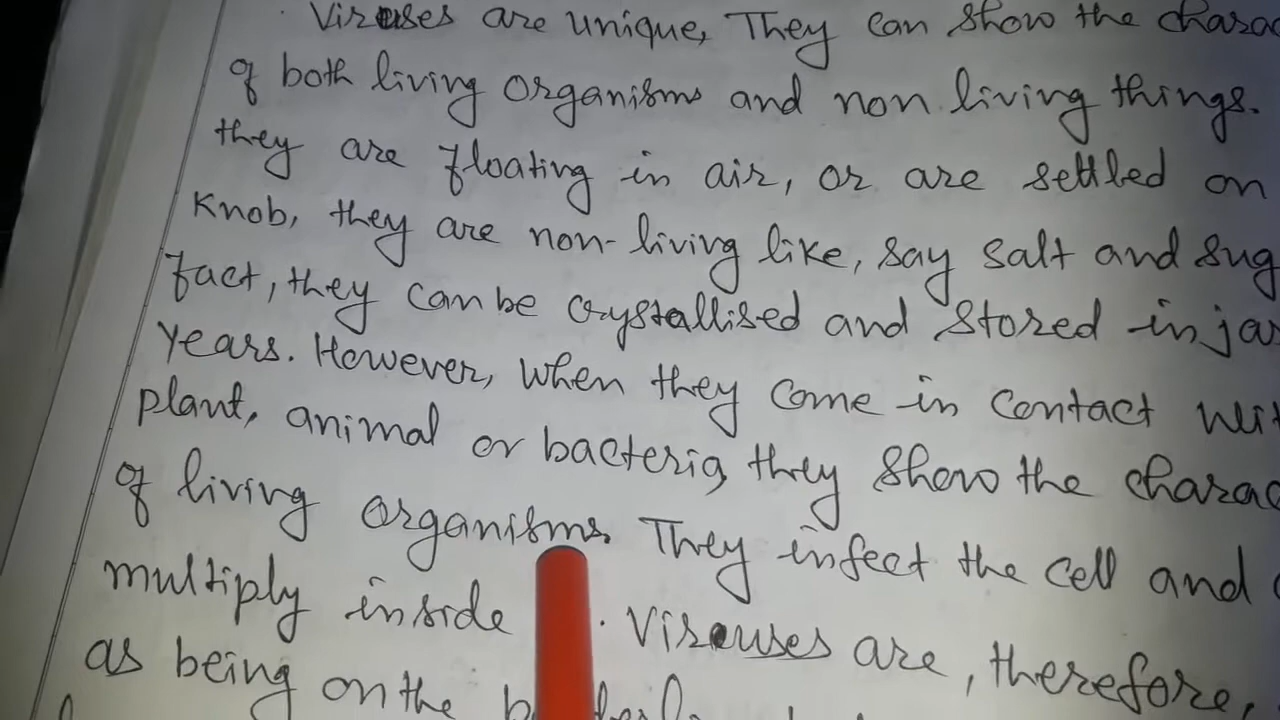 Viruses are unique, They can show the
of both living organisms and non living things.
they are floating in air, or are settled on
Knob, they are non-living like, say salt and
fact, they can be crystallised and stored in
years. However, when they come in contact
plant, animal or bacteria, they show the
of living organisms. They infect the cell and
multiply inside . Viruses are, therefore,
as being on the